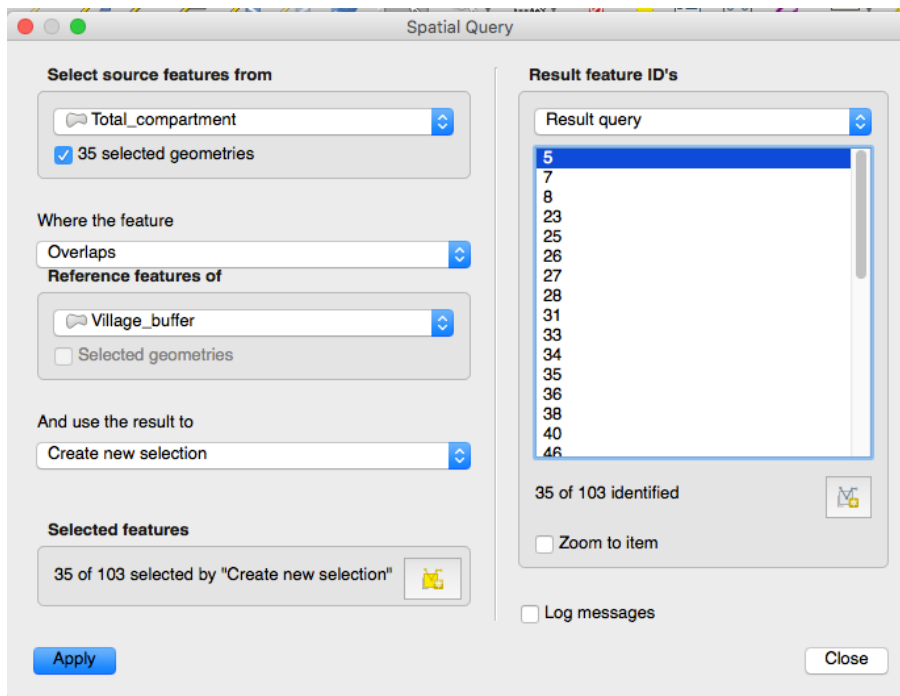 Spatial Query
Select source features from
Total_compartment
35 selected geometries
Where the feature
Overlaps
Reference features of
Village_buffer
Selected geometries
And use the result to
Create new selection
Selected features
35 of 103 selected by "Create new selection"
Apply
Result feature ID's
Result query
5
7
8
23
25
26
27
28
31
33
34
35
36
38
40
46
35 of 103 identified
Zoom to item
Log messages
Close